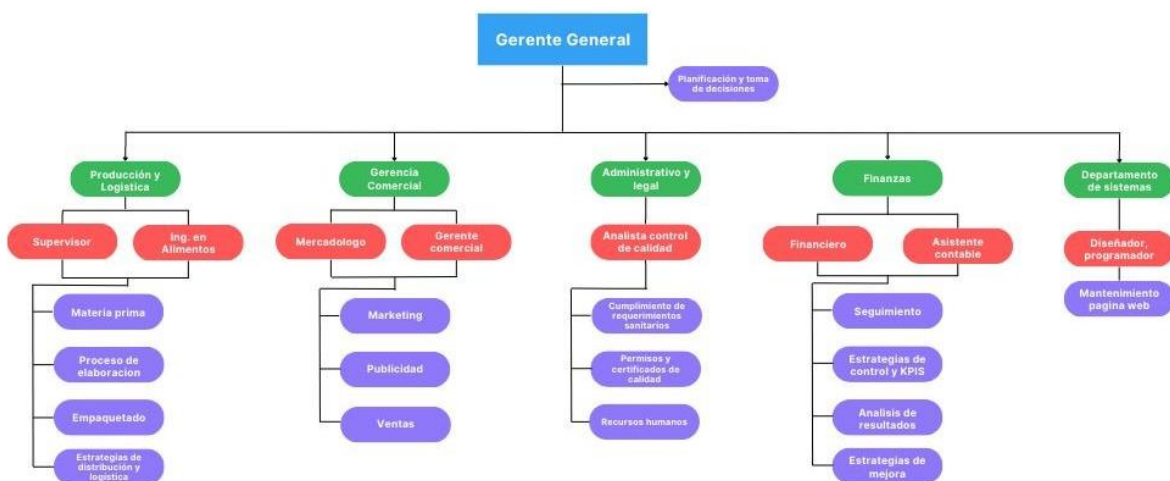 Gerente General
Planificación y toma
de decisiones
Producción y
Logistica
Gerencia
Comercial
Administrativo y
legal
Finanzas
Departamento
de sistemas
Supervisor
Ing. en
Alimentos
Mercadologo
Gerente
comercial
Analista control
de calidad
Financiero
Asistente
contable
Diseñador,
programador
Materia prima
Proceso de
elaboracion
Empaquetado
Estrategias de
distribución y
logística
Marketing
Publicidad
Ventas
Cumplimiento de
requerimientos
sanitarios
Permisos y
certificados de
calidad
Recursos humanos
Seguimiento
Estrategias de
control y KPIS
Analisis de
resultados
Estrategias de
mejora
Mantenimiento
pagina web